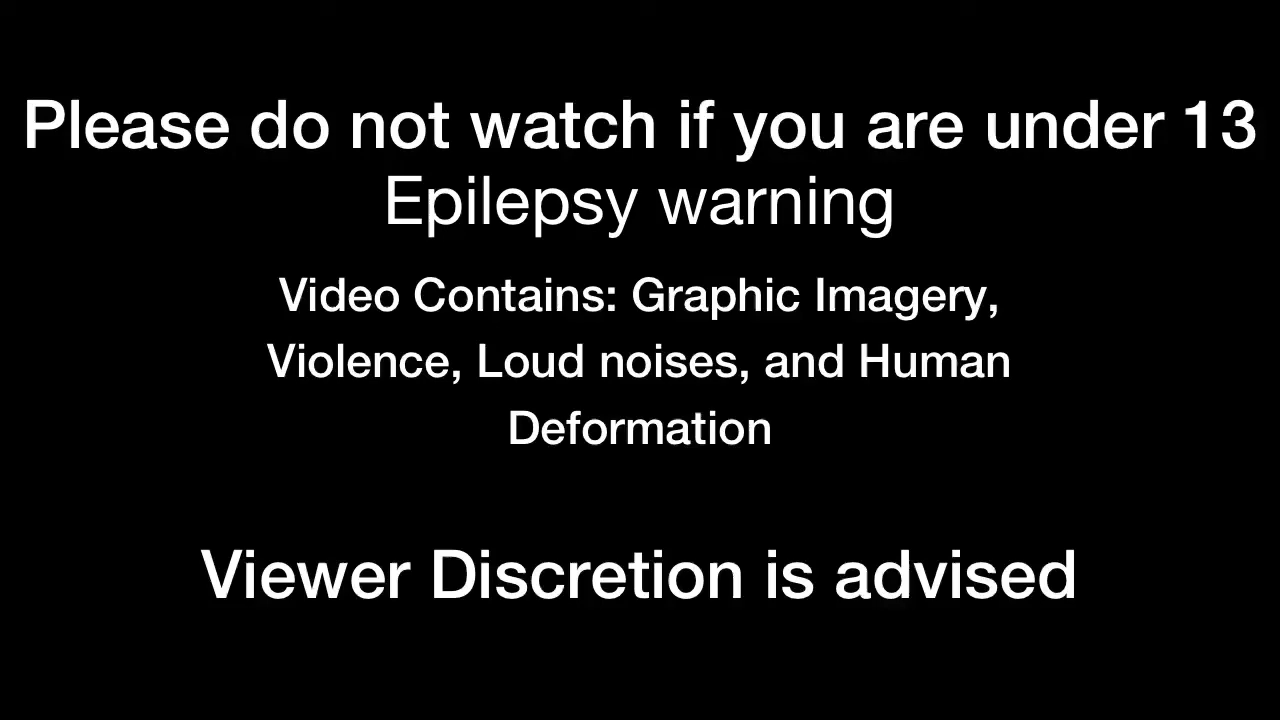 Please do not watch if you are under 13
Epilepsy warning
Video Contains: Graphic Imagery,
Violence, Loud noises, and Human
Deformation
Viewer Discretion is advised